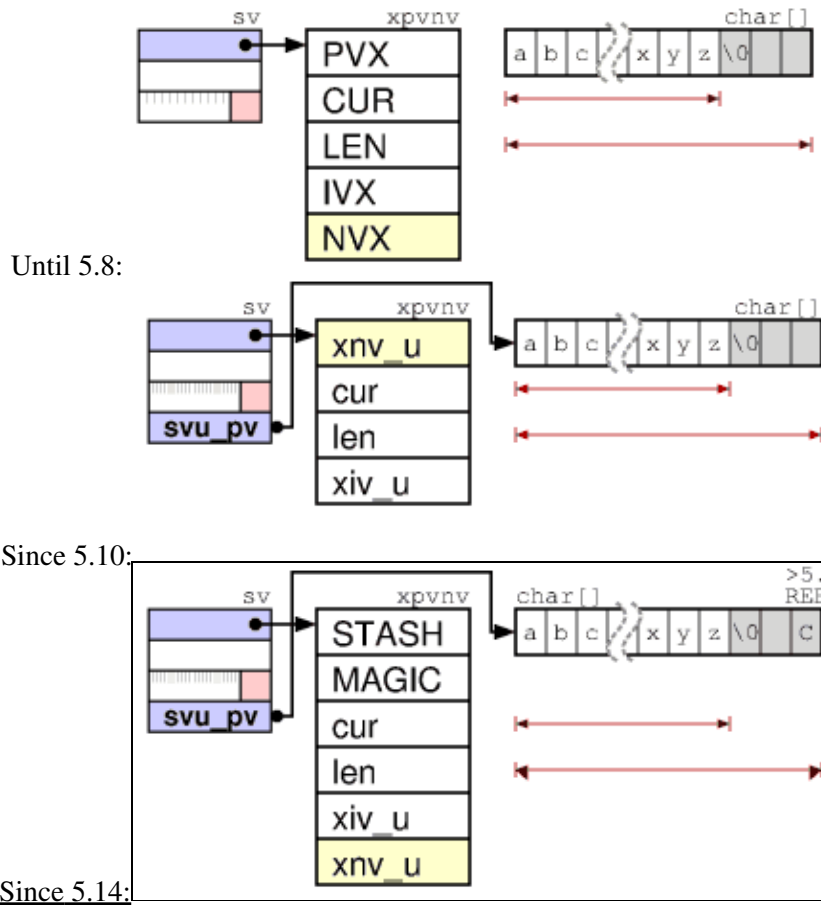 sv xpvnv char[]
PVX a b c x y z \0
CUR
LEN
IVX
NVX
Until 5.8:
sv xpvnv char[]
xnv_u a b c x y z \0
cur
svu_pv len
xiv_u
Since 5.10:
>5.
sv xpvnv char[]
STASH a b c x y z \0 C
MAGIC
svu_pv cur
len
xiv_u
xnv_u
Since 5.14: